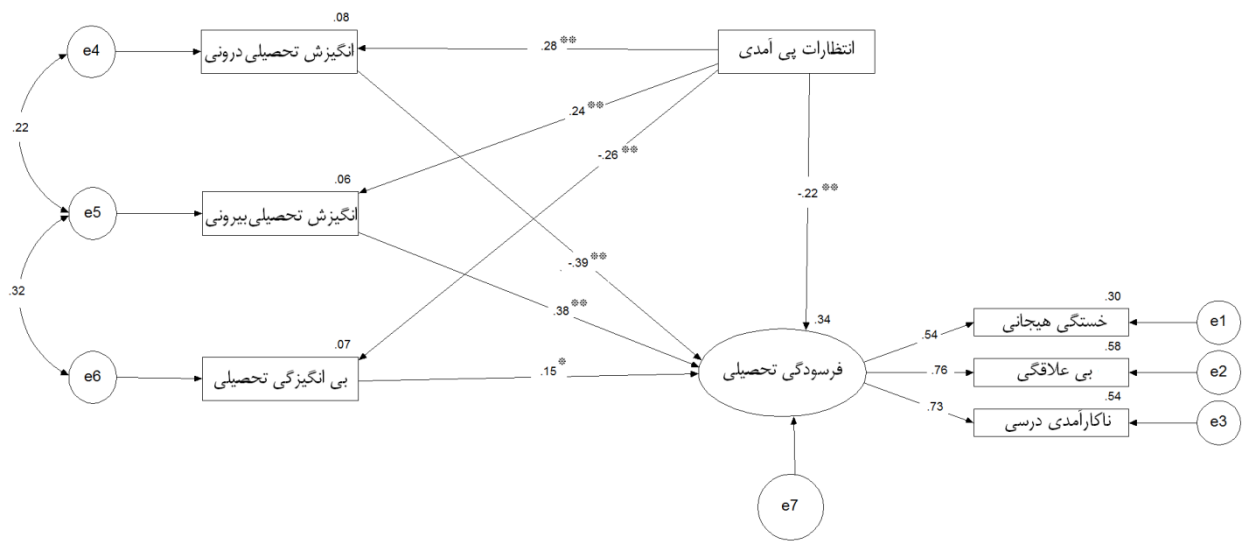 .08
e4
انگیزش تحصیلی درونی
.28 **
انتظارات پی آمدی
.24 **
.22
-.26 **
.06
e5
انگیزش تحصیلی بیرونی
-.22 **
-.39 **
.32
.38 **
.07
e6
بی انگیزگی تحصیلی
.15 *
.34
فرسودگی تحصیلی
.30
.54
خستگی هیجانی
e1
.58
.76
بی علاقگی
e2
.54
.73
ناکارآمدی درسی
e3
e7